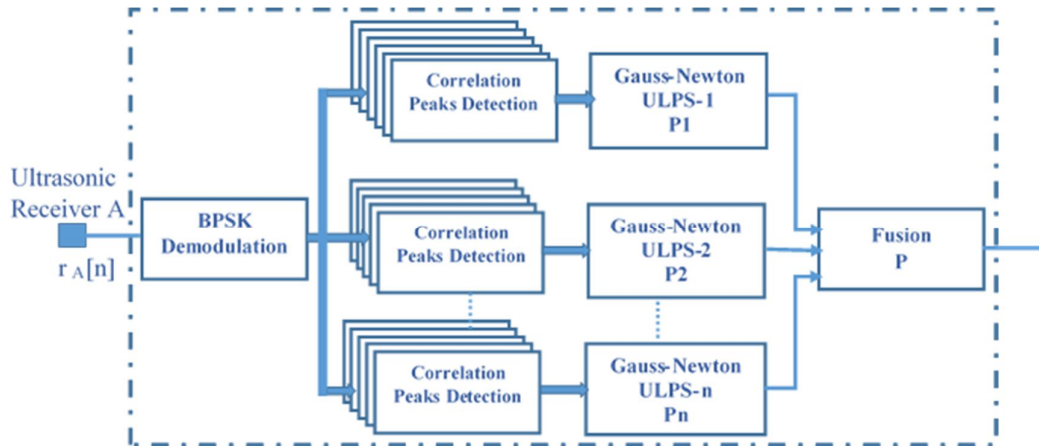 Ultrasonic
Receiver A
r A[n]
BPSK
Demodulation
Correlation
Peaks Detection
Gauss-Newton
ULPS-1
P1
Correlation
Peaks Detection
Gauss-Newton
ULPS-2
P2
Correlation
Peaks Detection
Gauss-Newton
ULPS-n
Pn
Fusion
P